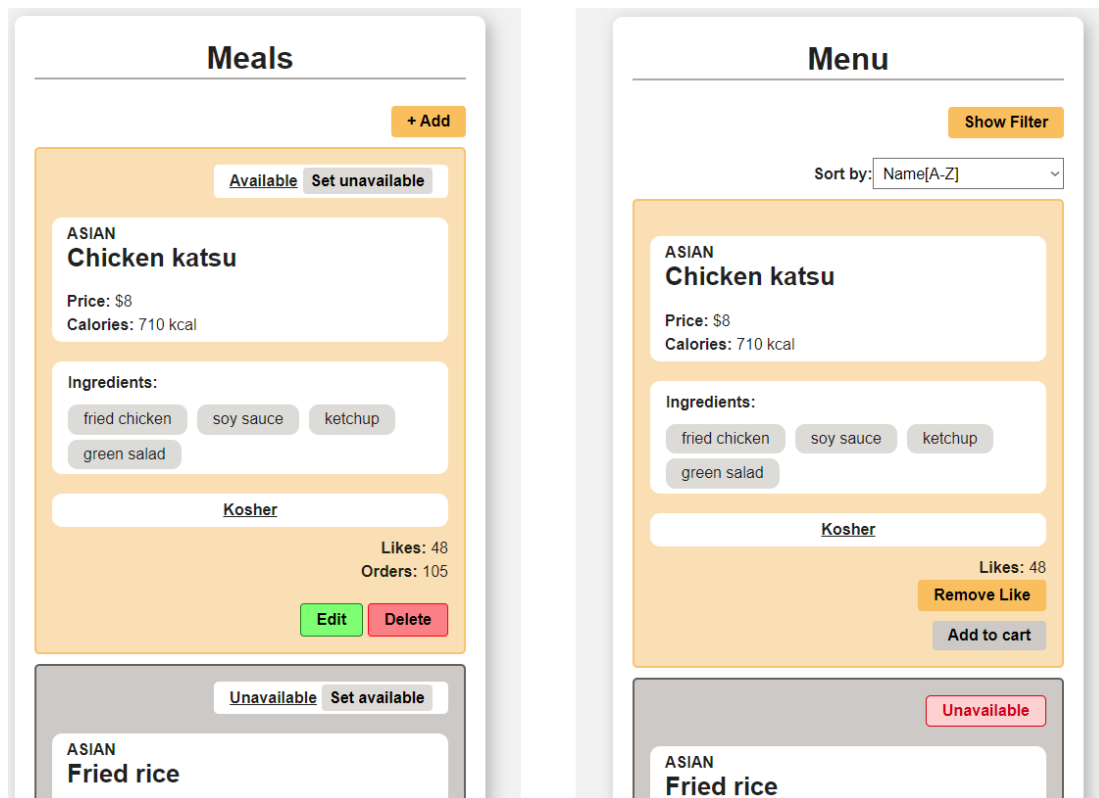 Meals
+ Add
Available Set unavailable
ASIAN
Chicken katsu
Price: $8
Calories: 710 kcal
Ingredients:
fried chicken soy sauce ketchup
green salad
Kosher
Likes: 48
Orders: 105
Edit Delete
Unavailable Set available
ASIAN
Fried rice
Menu
Show Filter
Sort by: Name[A-Z]
ASIAN
Chicken katsu
Price: $8
Calories: 710 kcal
Ingredients:
fried chicken soy sauce ketchup
green salad
Kosher
Likes: 48
Remove Like
Add to cart
Unavailable
ASIAN
Fried rice